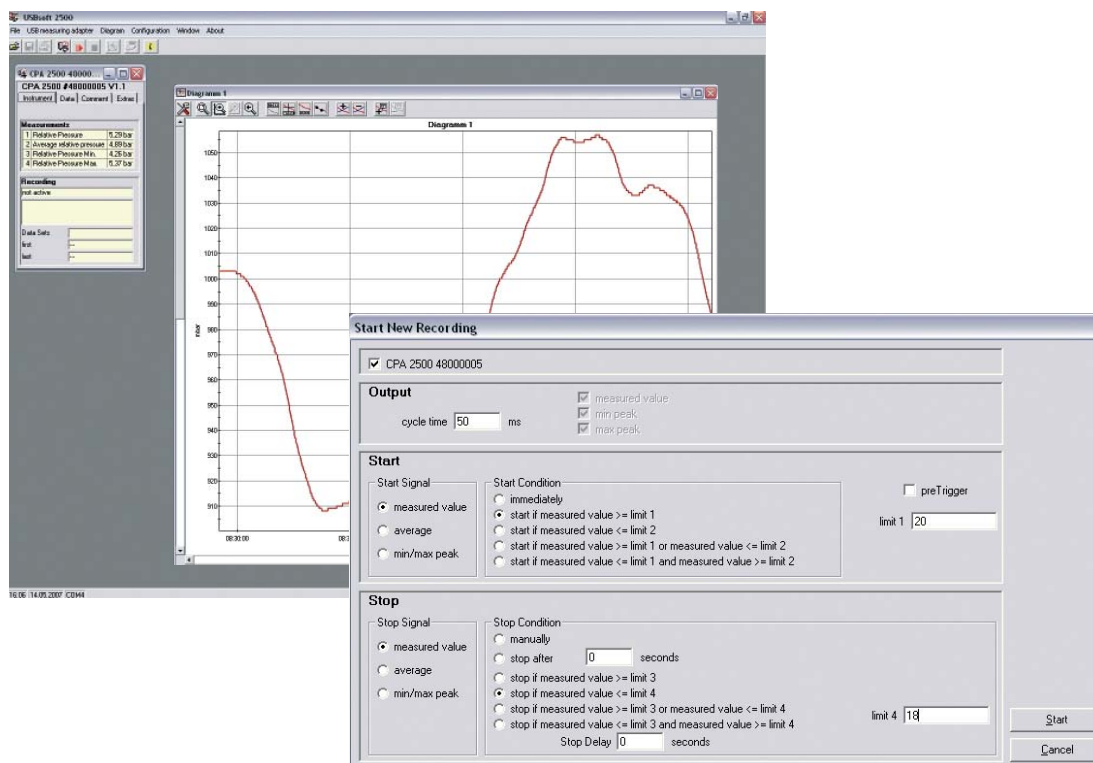 USBsoft 2500
File USB measuring adapter Diagram Configuration Window About
CPA 2500 40000...
CPA 2500 #40000005 V1.1
Instrument Data Comment Extras
Measurements
1 Relative Pressure 5,29 bar
2 Average relative pressure 4,89 bar
3 Relative Pressure Min. 4,26 bar
4 Relative Pressure Max. 5,37 bar
Recording
not active
Data Sets
first --
last --
Diagramm 1
Diagramm 1
1050
1040
1030
1020
1010
1000
990
980
970
960
950
940
930
920
910
mbar
08:30:00
16:06 14.05.2007 COM4
Start New Recording
CPA 2500 48000005
Output
cycle time 50 ms
measured value
min peak
max peak
Start
Start Signal
measured value
average
min/max peak
Start Condition
immediately
start if measured value >= limit 1
start if measured value <= limit 2
start if measured value >= limit 1 or measured value <= limit 2
start if measured value <= limit 1 and measured value >= limit 2
preTrigger
limit 1 20
Stop
Stop Signal
measured value
average
min/max peak
Stop Condition
manually
stop after 0 seconds
stop if measured value >= limit 3
stop if measured value <= limit 4
stop if measured value >= limit 3 or measured value <= limit 4
stop if measured value <= limit 3 and measured value >= limit 4
Stop Delay 0 seconds
limit 4 18
Start
Cancel